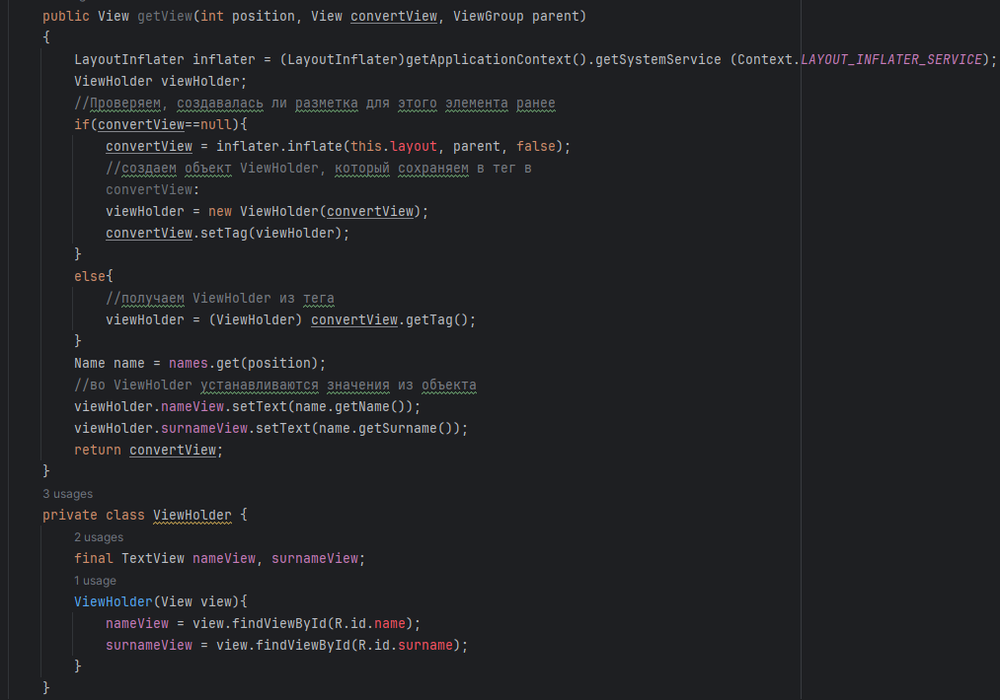 public View getView(int position, View convertView, ViewGroup parent)
{
LayoutInflater inflater = (LayoutInflater)getApplicationContext().getSystemService (Context.LAYOUT_INFLATER_SERVICE);
ViewHolder viewHolder;
//Проверяем, создавалась ли разметка для этого элемента ранее
if(convertView==null){
convertView = inflater.inflate(this.layout, parent, false);
//создаем объект ViewHolder, который сохраняем в тег в
convertView:
viewHolder = new ViewHolder(convertView);
convertView.setTag(viewHolder);
}
else{
//получаем ViewHolder из тега
viewHolder = (ViewHolder) convertView.getTag();
}
Name name = names.get(position);
//во ViewHolder устанавливаются значения из объекта
viewHolder.nameView.setText(name.getName());
viewHolder.surnameView.setText(name.getSurname());
return convertView;
}
3 usages
private class ViewHolder {
2 usages
final TextView nameView, surnameView;
1 usage
ViewHolder(View view){
nameView = view.findViewById(R.id.name);
surnameView = view.findViewById(R.id.surname);
}
}